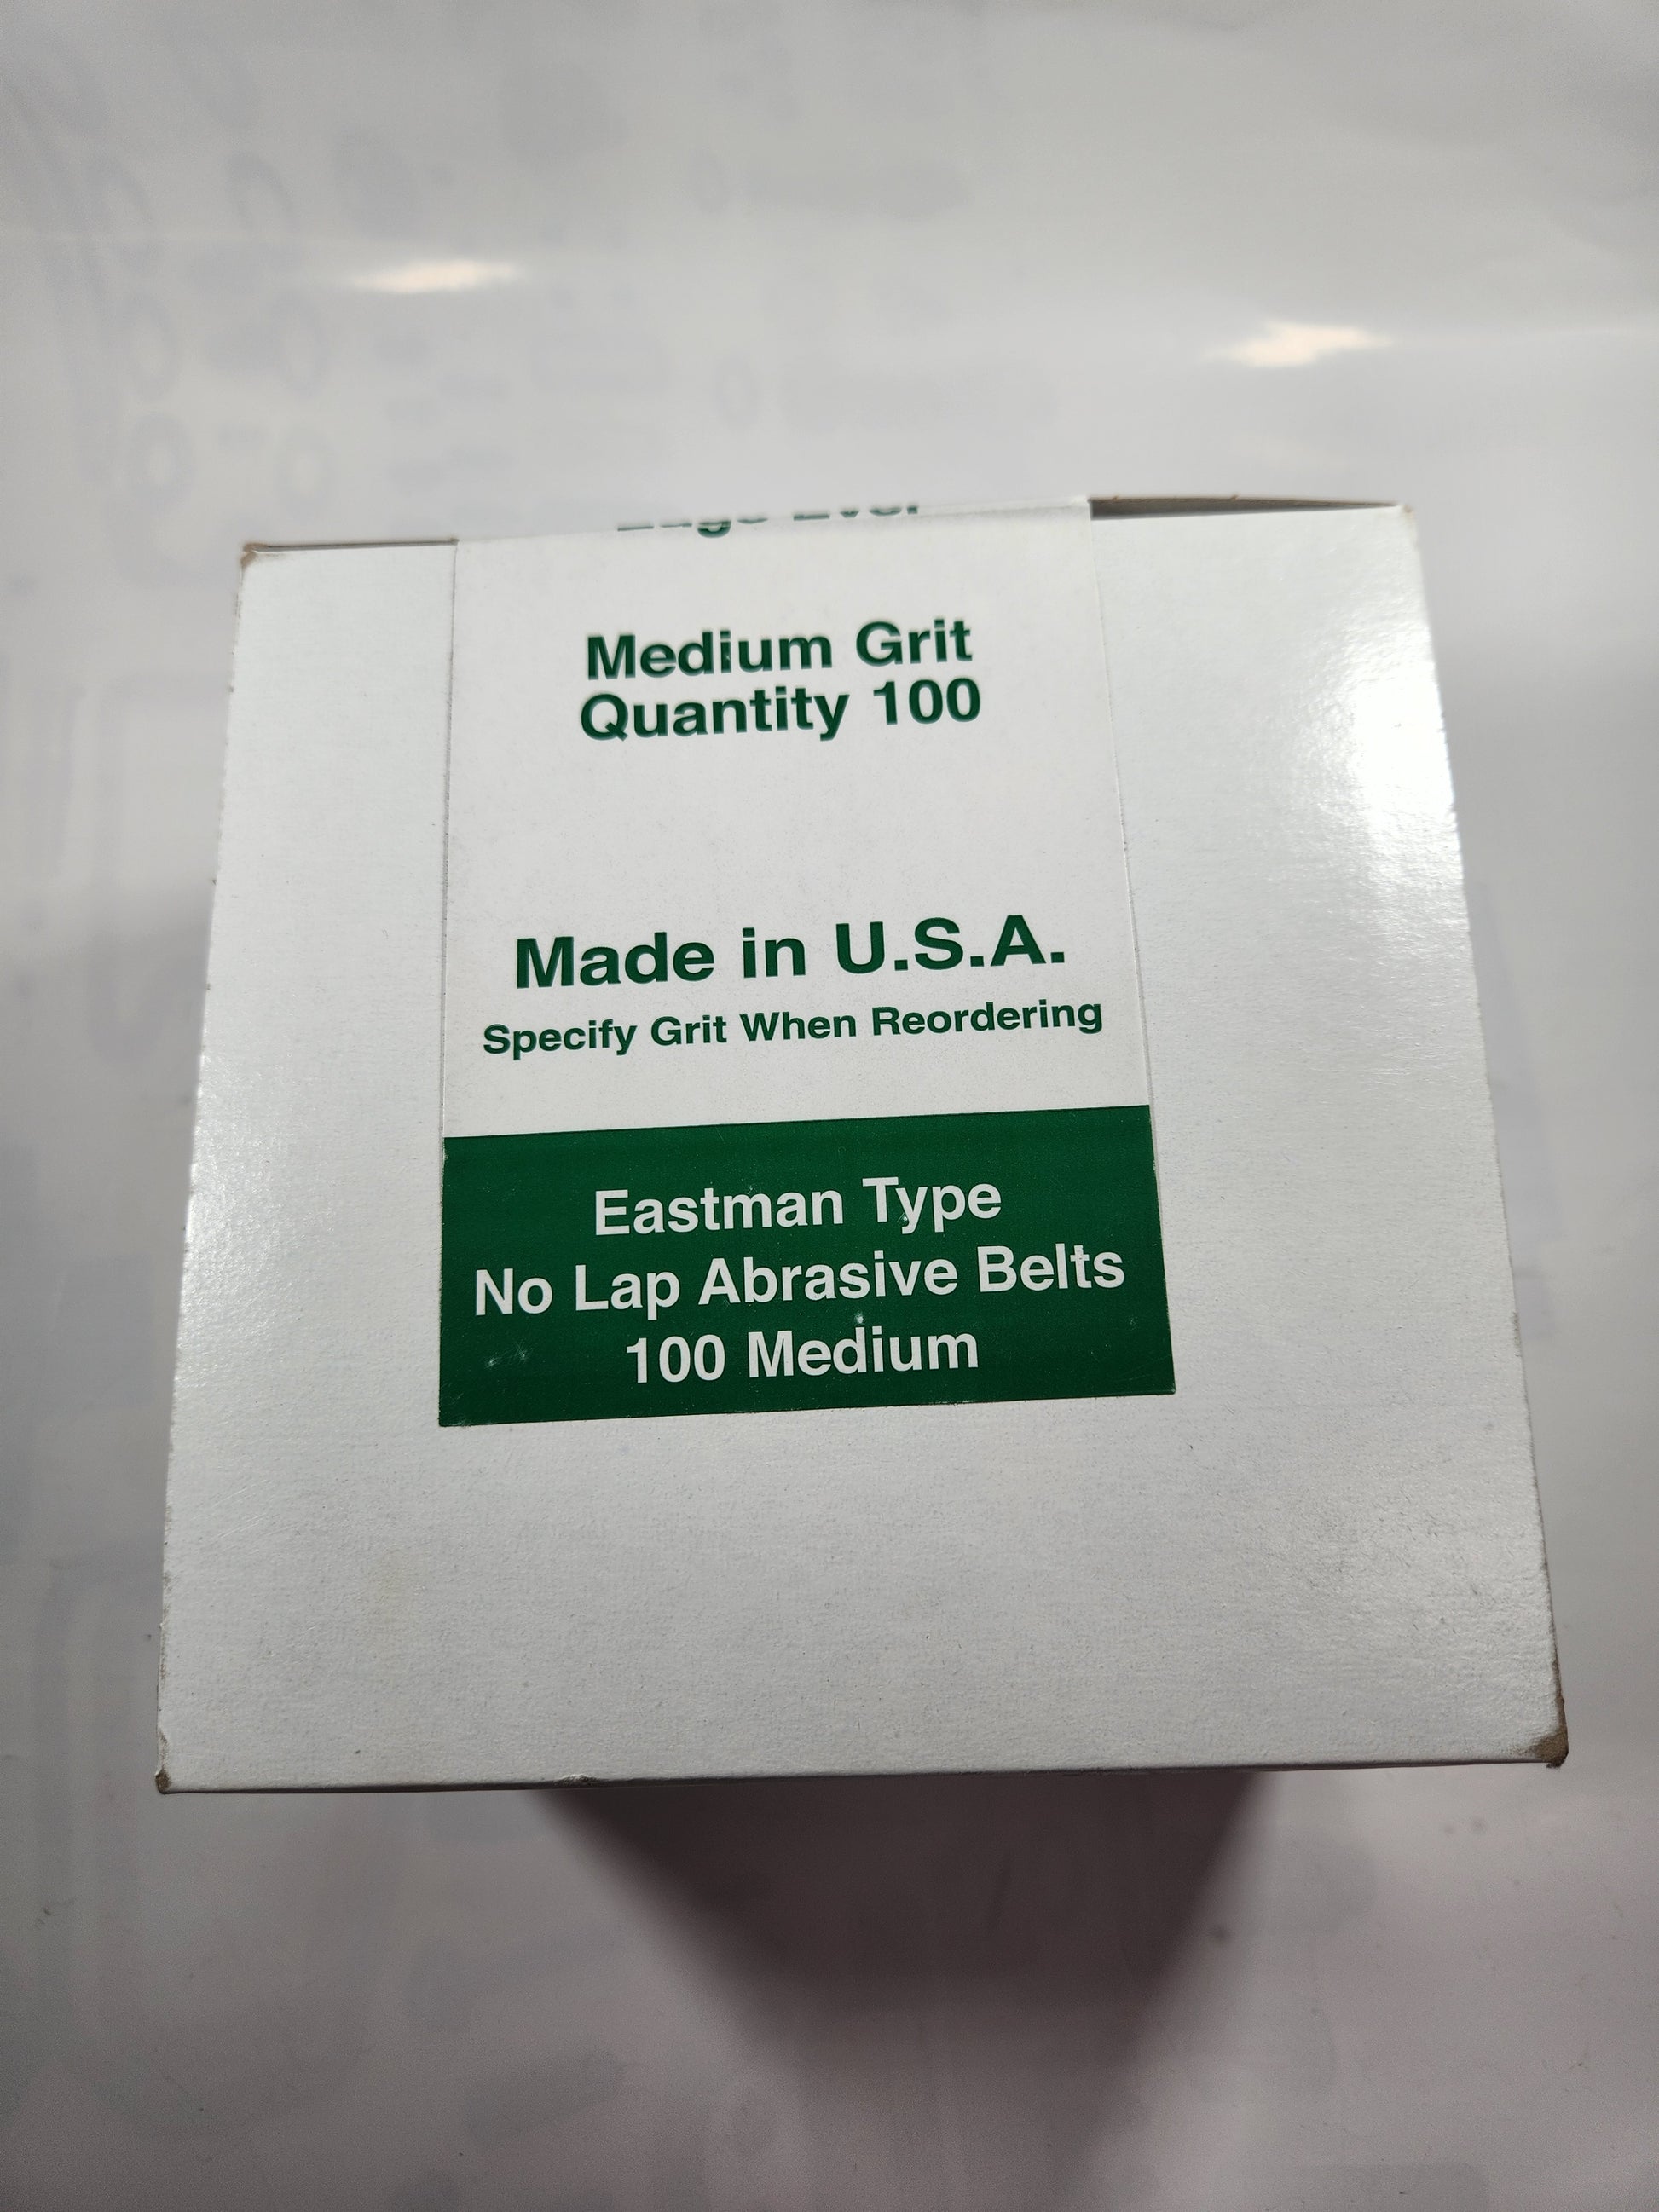 Medium Grit
Quantity 100
Made in U.S.A.
Specify Grit When Reordering
Eastman Type
No Lap Abrasive Belts
100 Medium